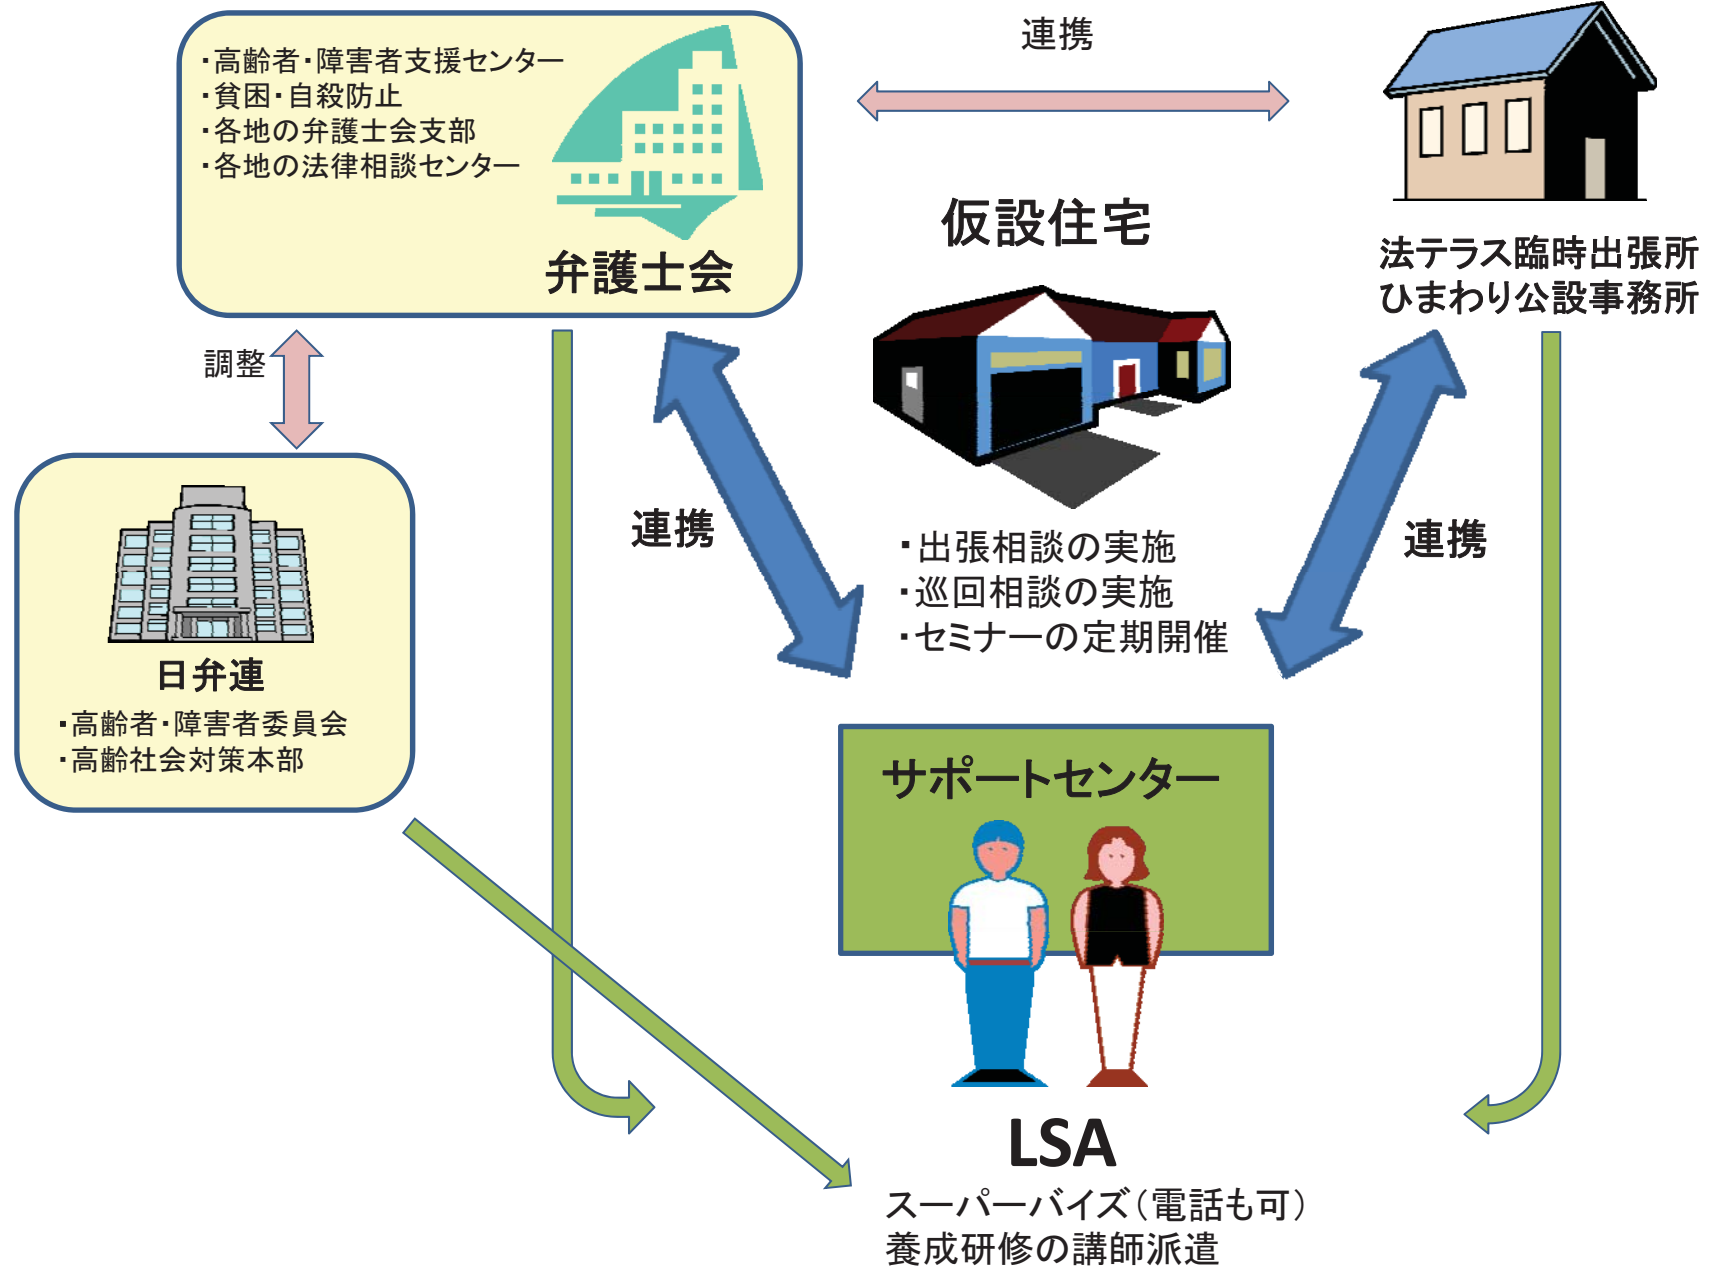 ・高齢者・障害者支援センター
・貧困・自殺防止
・各地の弁護士会支部
・各地の法律相談センター
弁護士会
連携
法テラス臨時出張所
ひまわり公設事務所
仮設住宅
調整
連携
・出張相談の実施
・巡回相談の実施
・セミナーの定期開催
連携
日弁連
・高齢者・障害者委員会
・高齢社会対策本部
サポートセンター
LSA
スーパーバイズ（電話も可）
養成研修の講師派遣